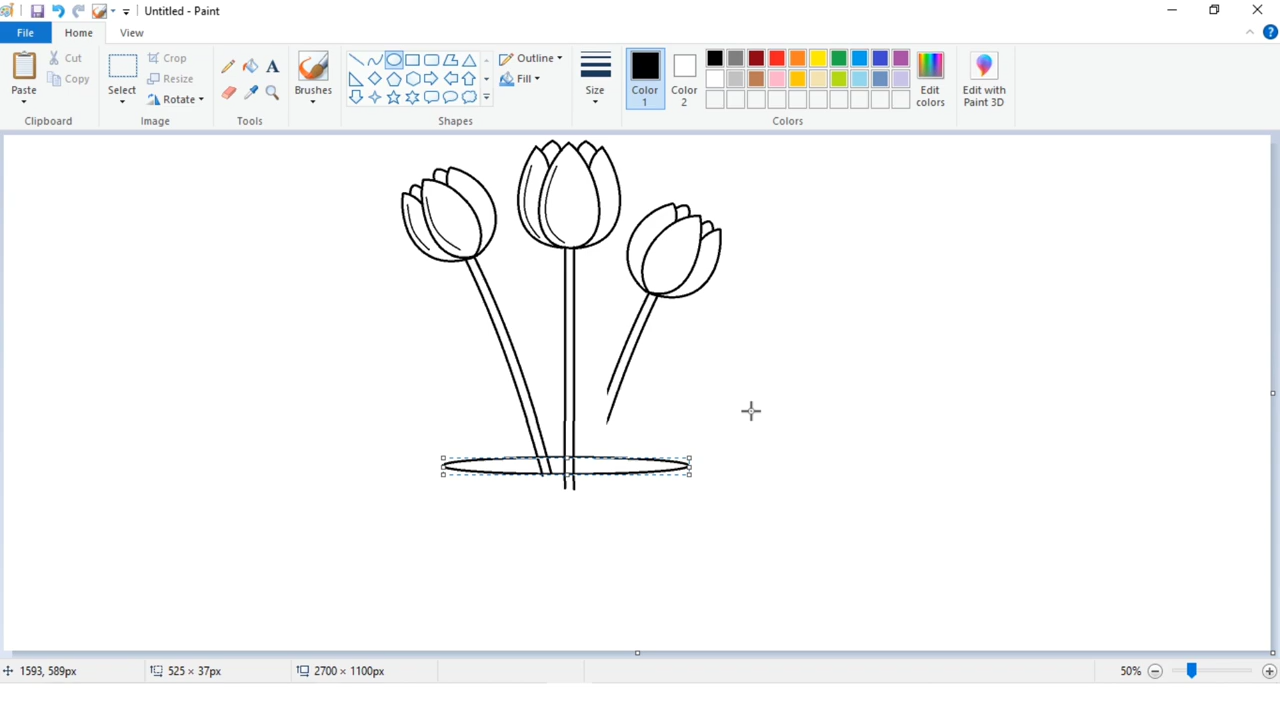 Untitled - Paint
File
Home
View
Paste
Cut
Copy
Clipboard
Select
Crop
Resize
Rotate
Image
A
Tools
Brushes
Outline
Fill
Shapes
Size
Color 1
Color 2
Edit colors
Colors
Edit with Paint 3D
?
1593, 589px
525 × 37px
2700 × 1100px
50%